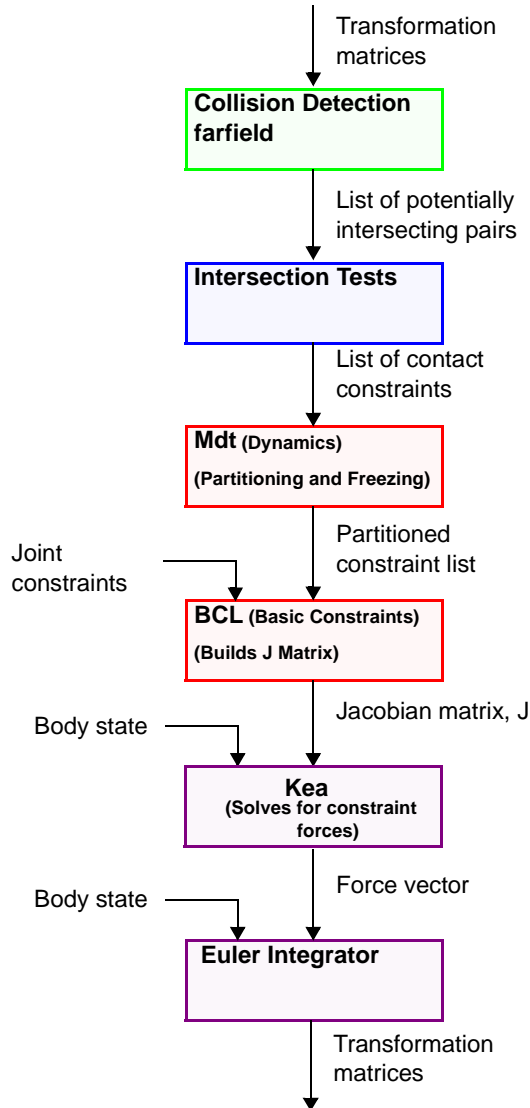 Transformation
matrices
Collision Detection
farfield
List of potentially
intersecting pairs
Intersection Tests
List of contact
constraints
Mdt (Dynamics)
(Partitioning and Freezing)
Partitioned
constraint list
Joint
constraints
BCL (Basic Constraints)
(Builds J Matrix)
Jacobian matrix, J
Body state
Kea
(Solves for constraint
forces)
Force vector
Body state
Euler Integrator
Transformation
matrices